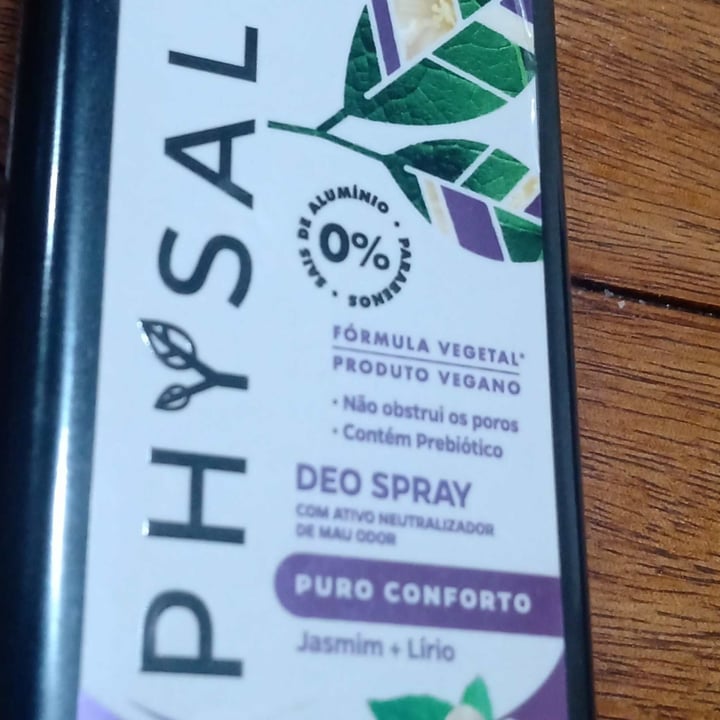 PHYSAL
SAIS DE ALUMÍNIO • PARABENOS •
0%
FÓRMULA VEGETAL*
PRODUTO VEGANO
• Não obstrui os poros
• Contém Prebiótico
DEO SPRAY
COM ATIVO NEUTRALIZADOR
DE MAU ODOR
PURO CONFORTO
Jasmim + Lírio